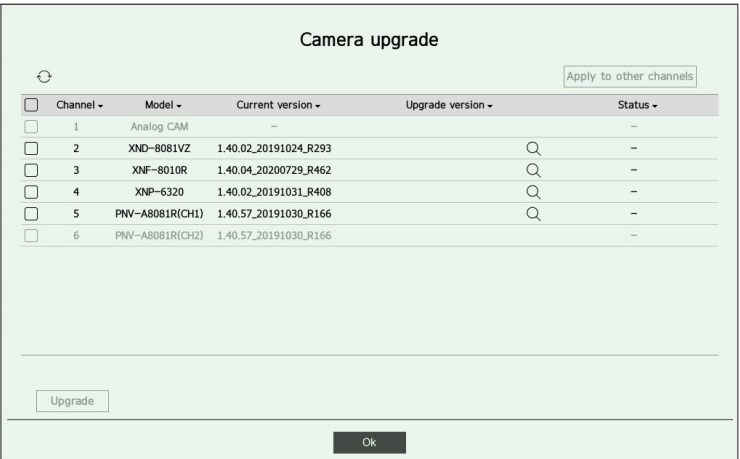 Camera upgrade
Apply to other channels
Channel Model Current version Upgrade version Status
1 Analog CAM – –
2 XND-8081VZ 1.40.02_20191024_R293 –
3 XNF-8010R 1.40.04_20200729_R462 –
4 XNP-6320 1.40.02_20191031_R408 –
5 PNV-A8081R(CH1) 1.40.57_20191030_R166 –
6 PNV-A8081R(CH2) 1.40.57_20191030_R166 –
Upgrade
Ok